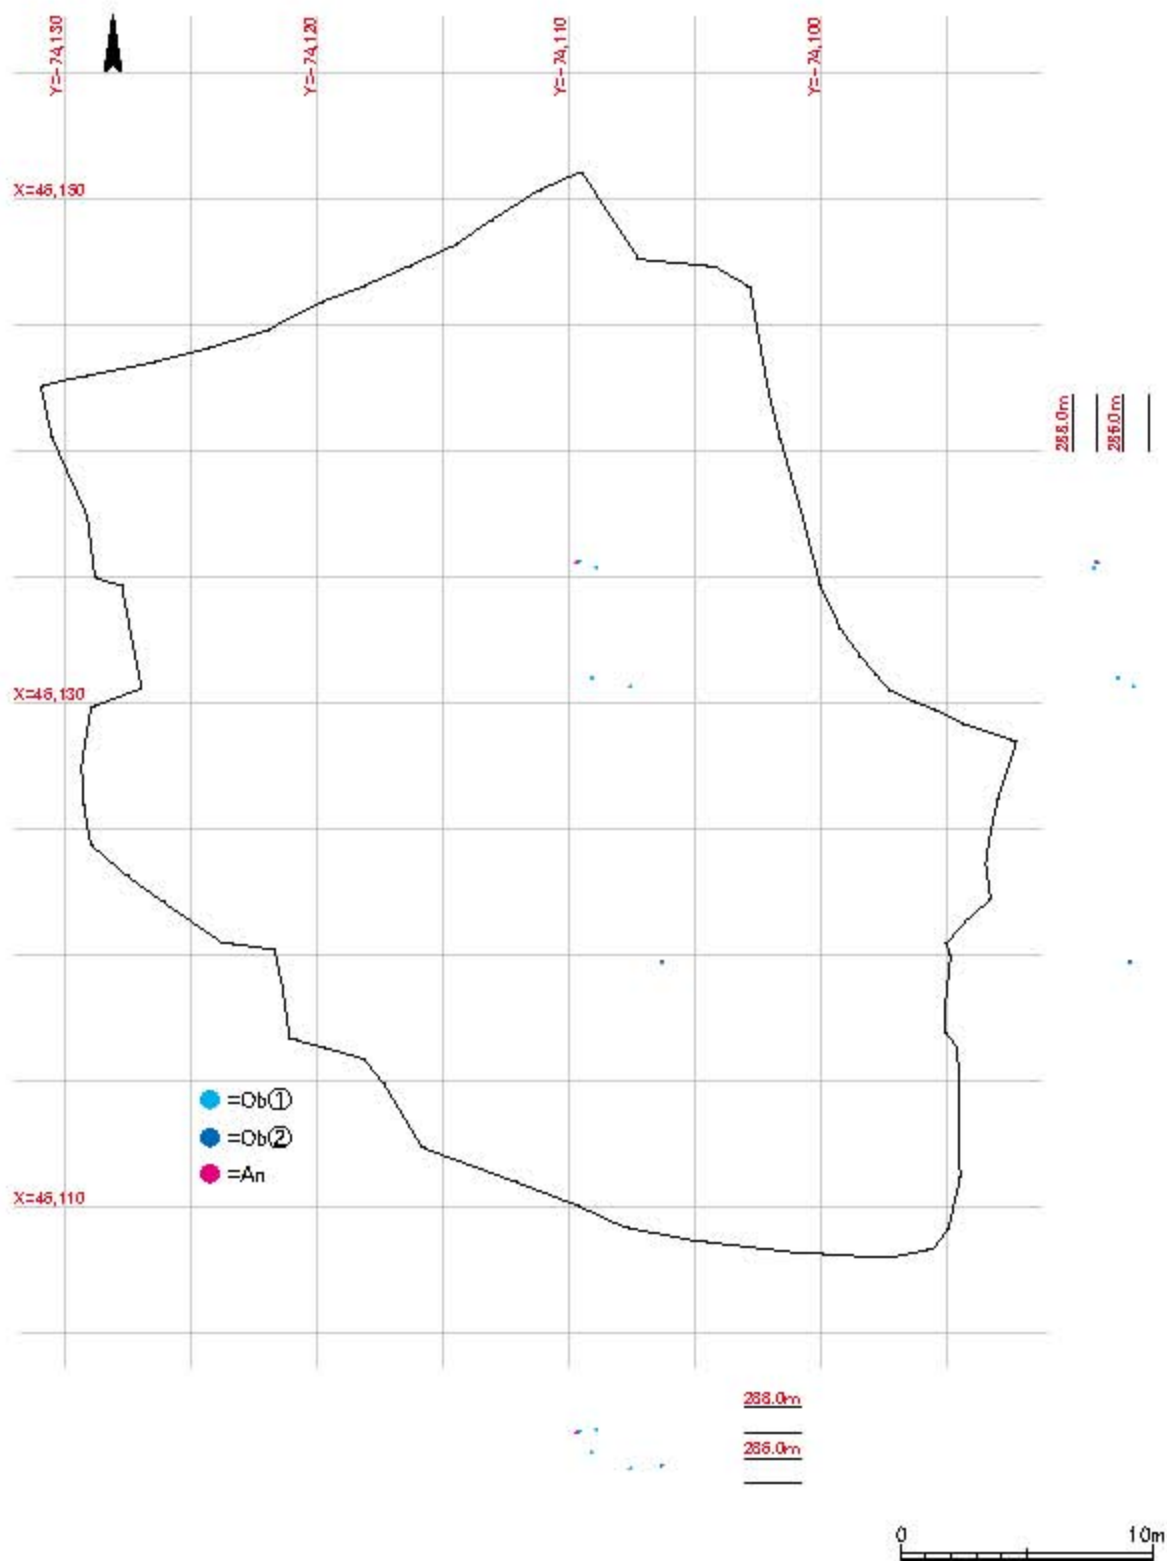 Y=-74,130
Y=-74,120
Y=-74,110
Y=-74,100
X=46,150
288.0m
286.0m
X=46,130
=Ob①
=Ob②
=An
X=46,110
288.0m
286.0m
0 10m